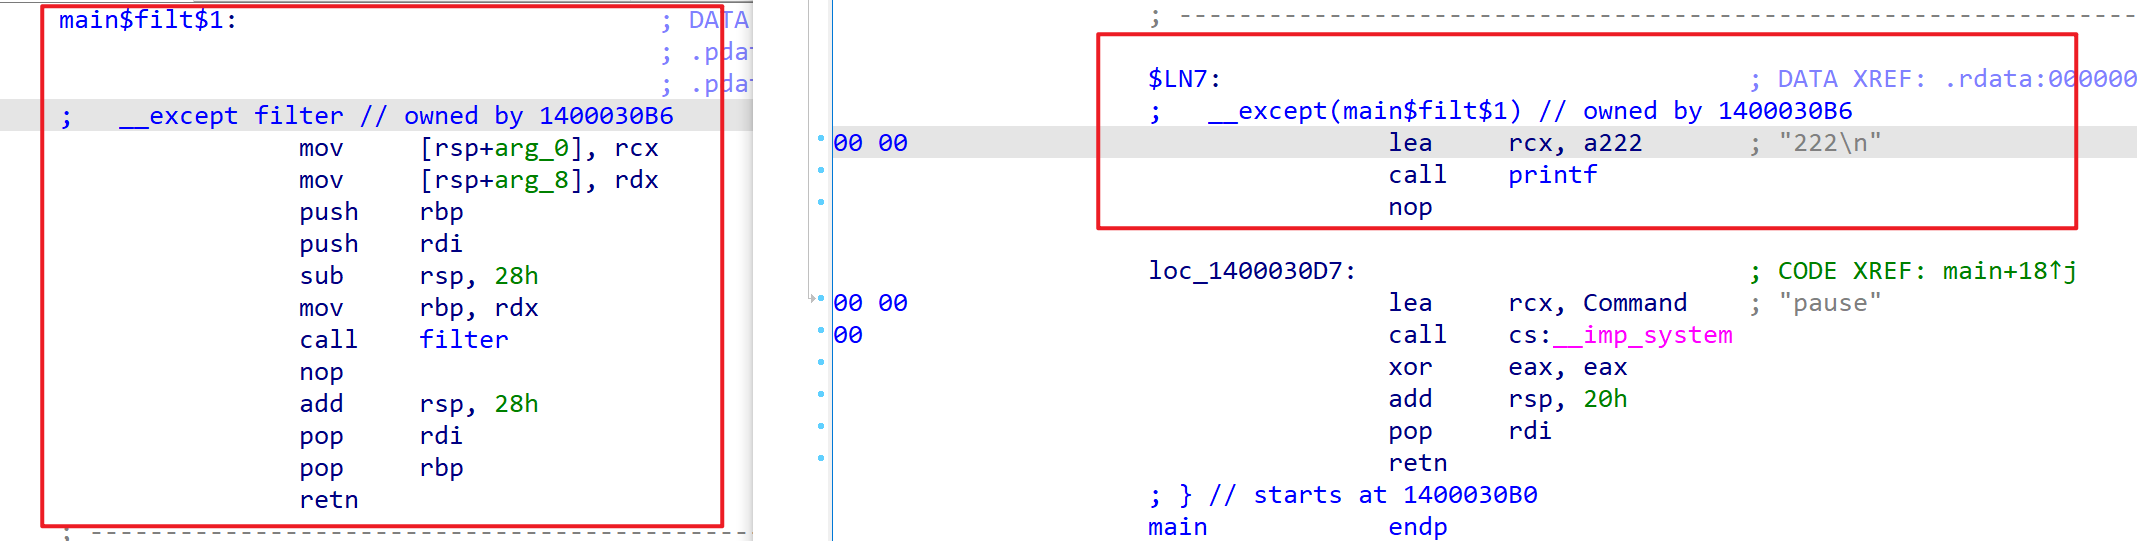 main$filt$1: ; DATA
; .pdat
; .pd
; __except filter // owned by 1400030B6
mov [rsp+arg_0], rcx
mov [rsp+arg_8], rdx
push rbp
push rdi
sub rsp, 28h
mov rbp, rdx
call filter
nop
add rsp, 28h
pop rdi
pop rbp
retn
; ------------------------------------------------
; ----------------------------------------------------------------
$LN7: ; DATA XREF: .rdata:000000
; __except(main$filt$1) // owned by 1400030B6
00 00 lea rcx, a222 ; "222\n"
call printf
nop
loc_1400030D7: ; CODE XREF: main+18↑j
00 00 lea rcx, Command ; "pause"
00 call cs:__imp_system
xor eax, eax
add rsp, 20h
pop rdi
retn
; } // starts at 1400030B0
main endp